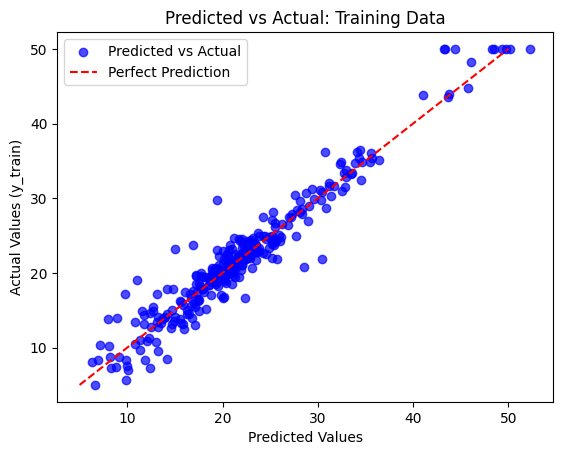 Predicted vs Actual: Training Data
Predicted vs Actual
Perfect Prediction
50
40
30
20
10
Actual Values (y_train)
10
20
30
40
50
Predicted Values